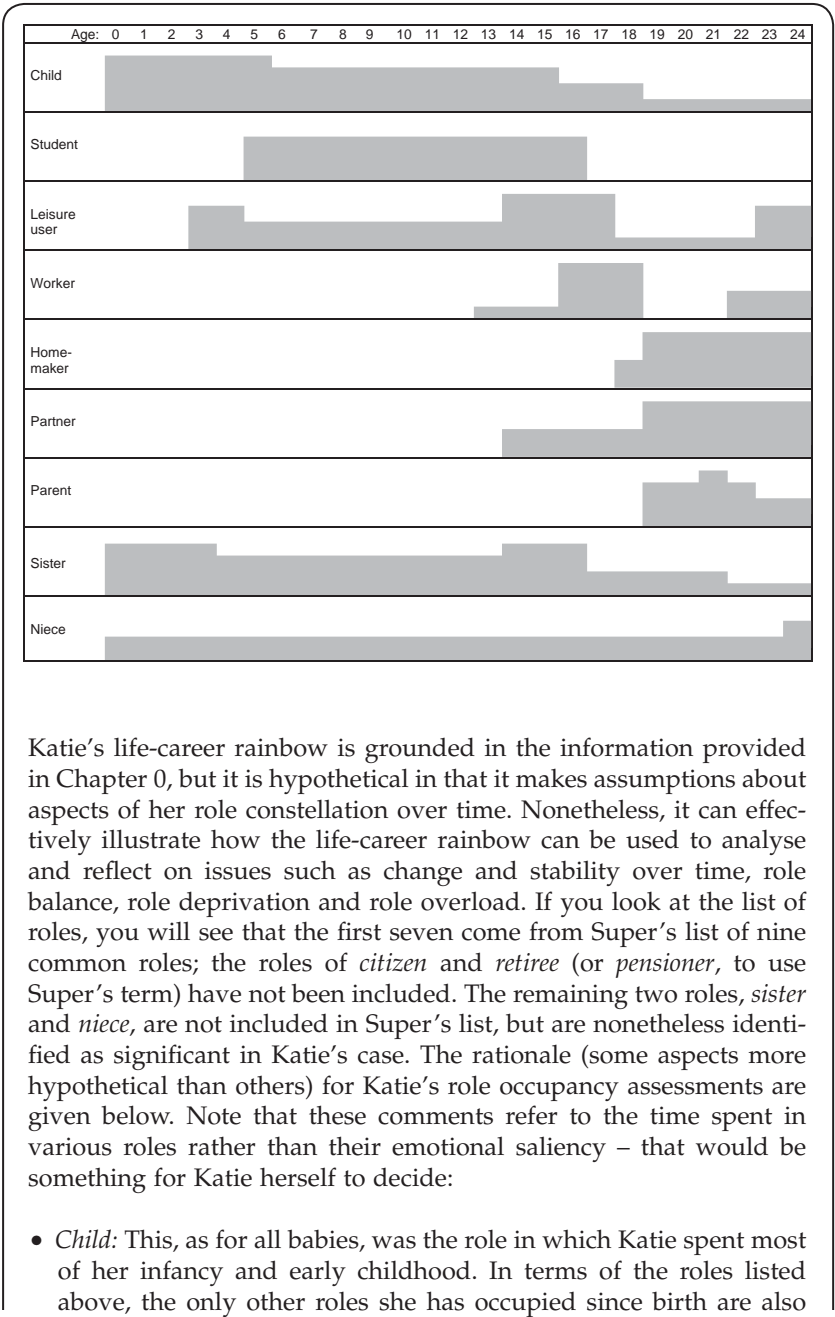 Age: 0 1 2 3 4 5 6 7 8 9 10 11 12 13 14 15 16 17 18 19 20 21 22 23 24
Child
Student
Leisure
user
Worker
Home-
maker
Partner
Parent
Sister
Niece
Katie's life-career rainbow is grounded in the information provided
in Chapter 0, but it is hypothetical in that it makes assumptions about
aspects of her role constellation over time. Nonetheless, it can effec-
tively illustrate how the life-career rainbow can be used to analyse
and reflect on issues such as change and stability over time, role
balance, role deprivation and role overload. If you look at the list of
roles, you will see that the first seven come from Super's list of nine
common roles; the roles of citizen and retiree (or pensioner, to use
Super's term) have not been included. The remaining two roles, sister
and niece, are not included in Super's list, but are nonetheless identi-
fied as significant in Katie's case. The rationale (some aspects more
hypothetical than others) for Katie's role occupancy assessments are
given below. Note that these comments refer to the time spent in
various roles rather than their emotional saliency – that would be
something for Katie herself to decide:
• Child: This, as for all babies, was the role in which Katie spent most
of her infancy and early childhood. In terms of the roles listed
above, the only other roles she has occupied since birth are also